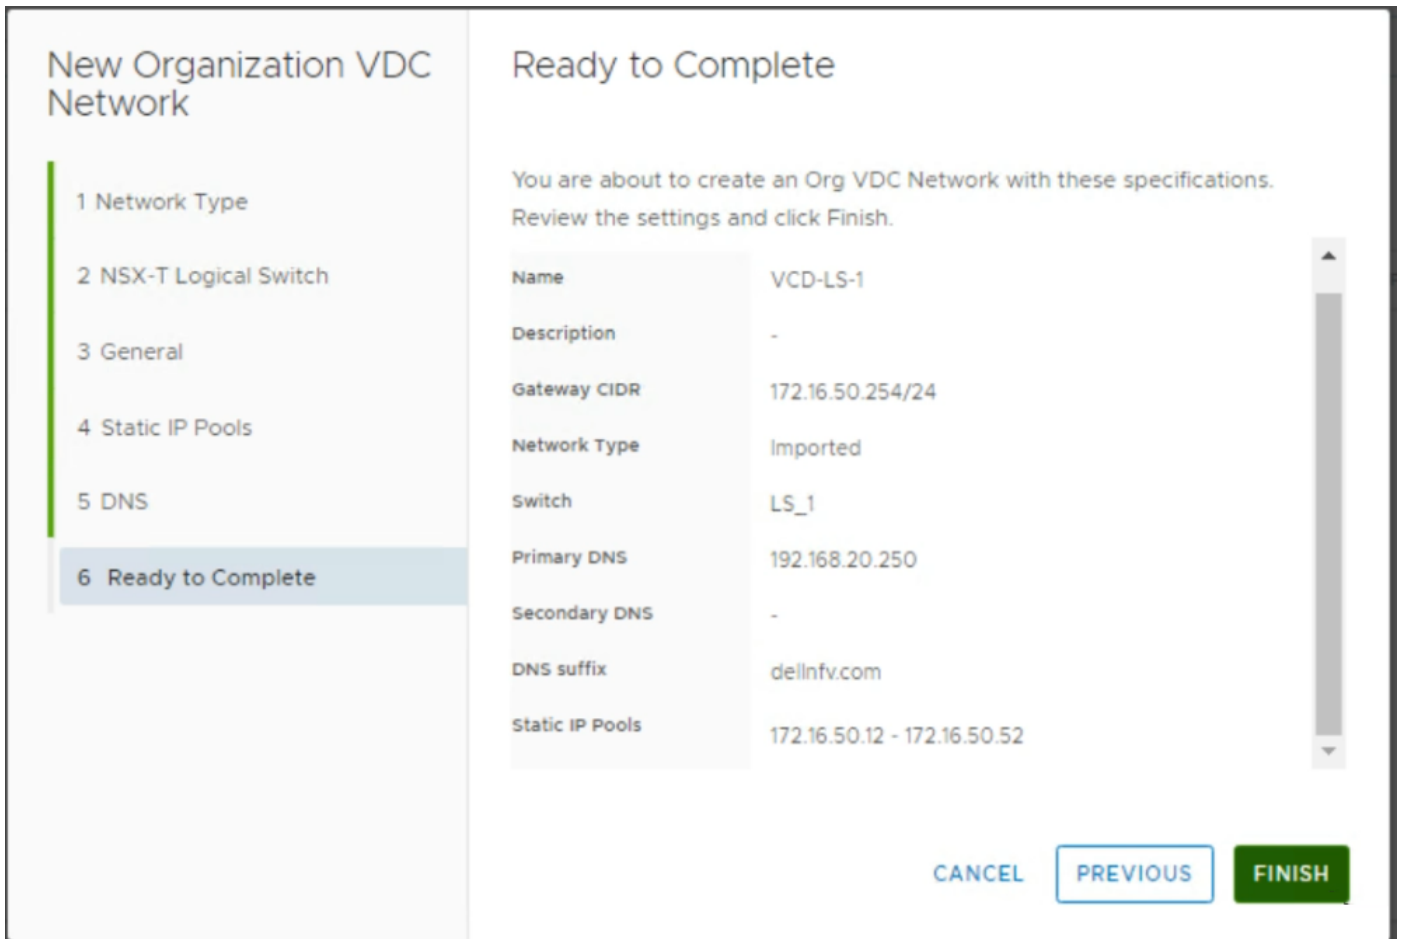 New Organization VDC
Network
1 Network Type
2 NSX-T Logical Switch
3 General
4 Static IP Pools
5 DNS
6 Ready to Complete
Ready to Complete
You are about to create an Org VDC Network with these specifications.
Review the settings and click Finish.
Name VCD-LS-1
Description -
Gateway CIDR 172.16.50.254/24
Network Type Imported
Switch LS_1
Primary DNS 192.168.20.250
Secondary DNS -
DNS suffix dellnfv.com
Static IP Pools 172.16.50.12 - 172.16.50.52
CANCEL PREVIOUS FINISH